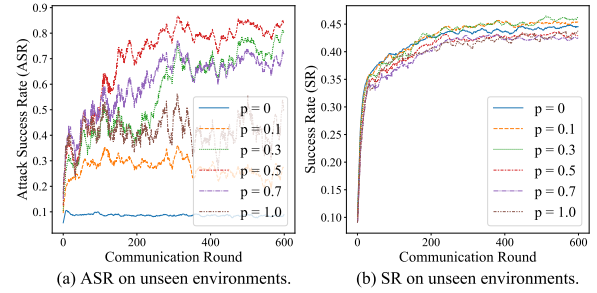 Attack Success Rate (ASR)
0.9
0.8
0.7
0.6
0.5
0.4
0.3
0.2
0.1
p = 0
p = 0.1
p = 0.3
p = 0.5
p = 0.7
p = 1.0
0 200 400 600
Communication Round
(a) ASR on unseen environments.
Success Rate (SR)
0.45
0.40
0.35
0.30
0.25
0.20
0.15
0.10
p = 0
p = 0.1
p = 0.3
p = 0.5
p = 0.7
p = 1.0
0 200 400 600
Communication Round
(b) SR on unseen environments.